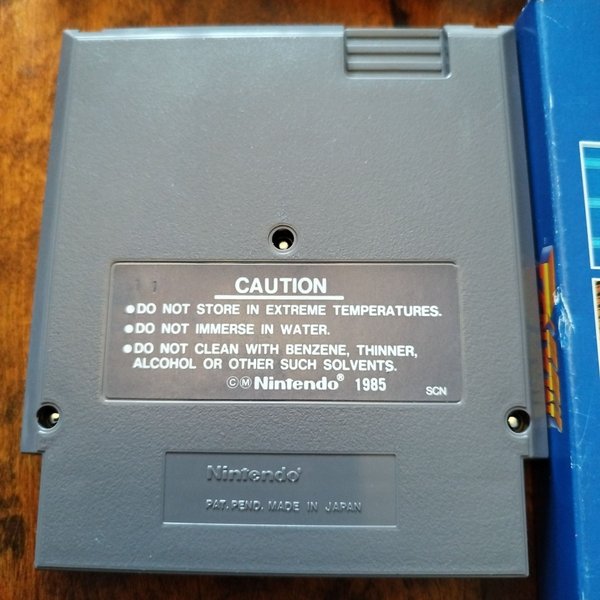 CAUTION
●DO NOT STORE IN EXTREME TEMPERATURES.
●DO NOT IMMERSE IN WATER.
●DO NOT CLEAN WITH BENZENE, THINNER,
ALCOHOL OR OTHER SUCH SOLVENTS.
©Ⓜ Nintendo® 1985
SCN
Nintendo®
PAT. PEND. MADE IN JAPAN